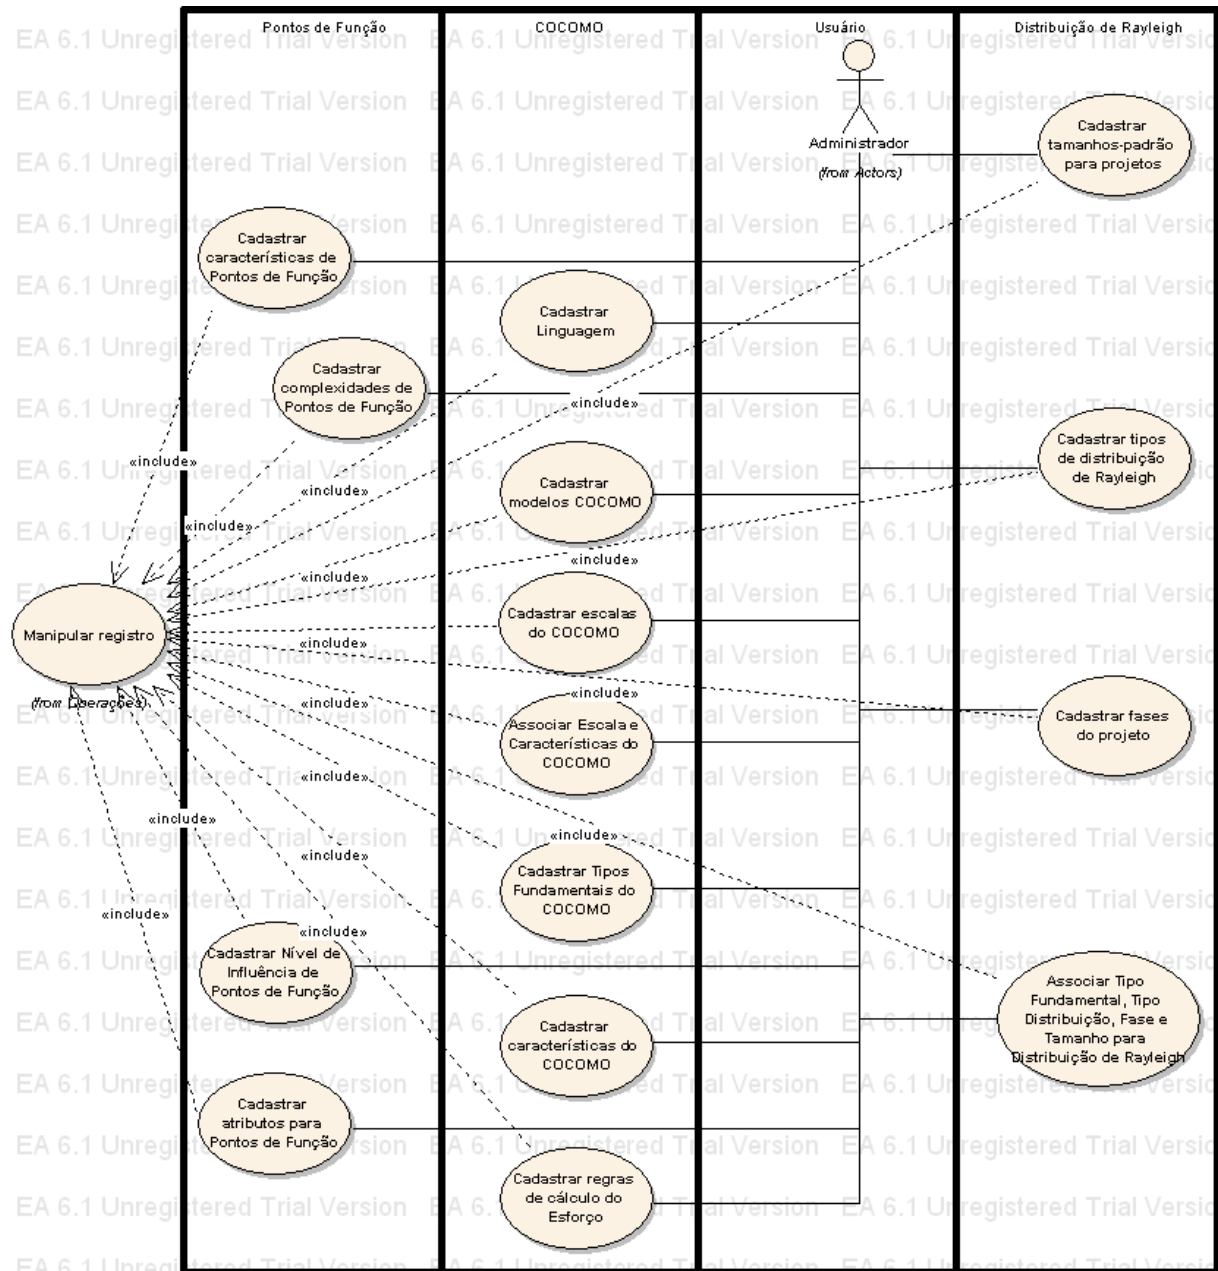 Pontos de Função
COCOMO
Usuário
Distribuição de Rayleigh
EA 6.1 Unregistered Trial Version
Administrador
(from Actors)
Cadastrar
tamanhos-padrão
para projetos
Cadastrar
características de
Pontos de Função
Cadastrar
Linguagem
Cadastrar
complexidades de
Pontos de Função
«include»
Cadastrar tipos
de distribuição
de Rayleigh
«include»
Cadastrar
modelos COCOMO
«include»
«include»
«include»
«include»
Manipular registro
(from Operações)
Cadastrar escalas
do COCOMO
«include»
«include»
«include»
Associar Escala e
Características do
COCOMO
Cadastrar fases
do projeto
«include»
«include»
«include»
«include»
Cadastrar Tipos
Fundamentais do
COCOMO
«include»
«include»
Cadastrar Nível de
Influência de
Pontos de Função
Associar Tipo
Fundamental, Tipo
Distribuição, Fase e
Tamanho para
Distribuição de Rayleigh
Cadastrar
características do
COCOMO
Cadastrar
atributos para
Pontos de Função
Cadastrar regras
de cálculo do
Esforço